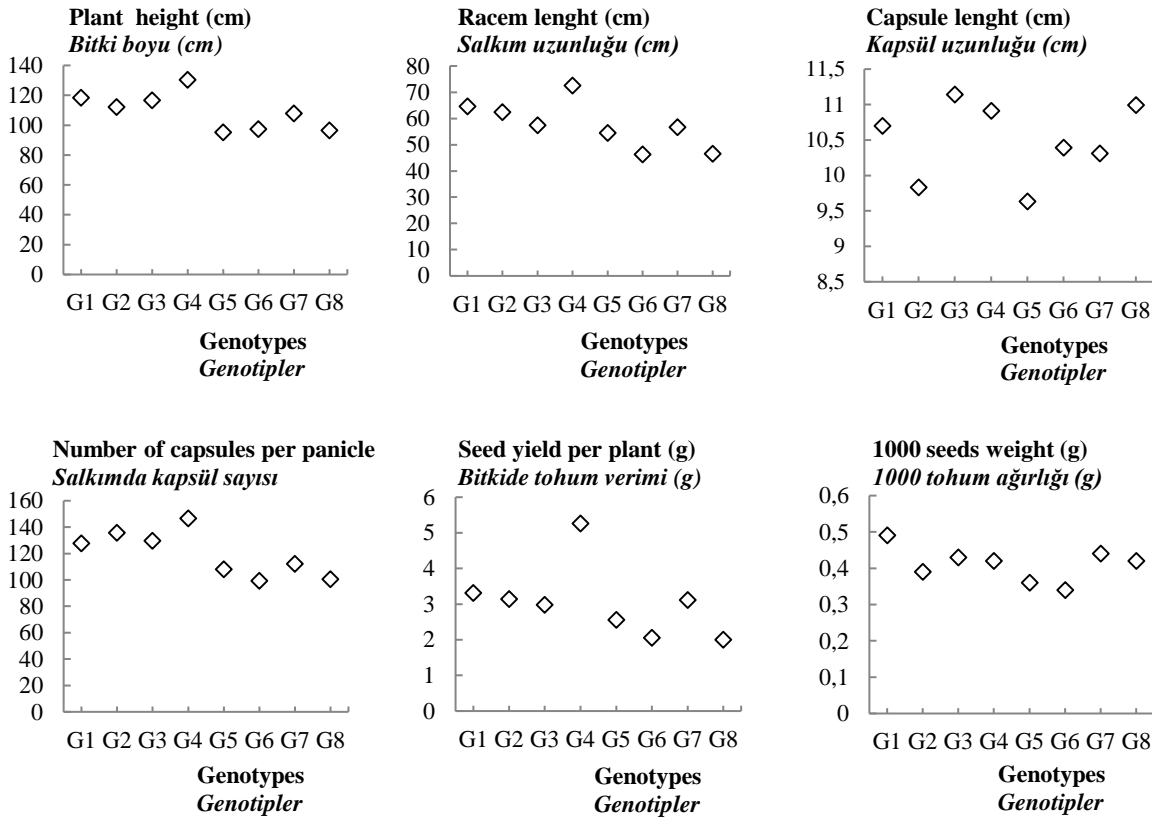 Plant height (cm)
Bitki boyu (cm)
140
120
100
80
60
40
20
0
G1 G2 G3 G4 G5 G6 G7 G8
Genotypes
Genotipler
Racem lenght (cm)
Salkım uzunluğu (cm)
80
70
60
50
40
30
20
10
0
G1 G2 G3 G4 G5 G6 G7 G8
Genotypes
Genotipler
Capsule lenght (cm)
Kapsül uzunluğu (cm)
11,5
11
10,5
10
9,5
9
8,5
G1 G2 G3 G4 G5 G6 G7 G8
Genotypes
Genotipler
Number of capsules per panicle
Salkımda kapsül sayısı
160
140
120
100
80
60
40
20
0
G1 G2 G3 G4 G5 G6 G7 G8
Genotypes
Genotipler
Seed yield per plant (g)
Bitkide tohum verimi (g)
6
5
4
3
2
1
0
G1 G2 G3 G4 G5 G6 G7 G8
Genotypes
Genotipler
1000 seeds weight (g)
1000 tohum ağırlığı (g)
0,6
0,5
0,4
0,3
0,2
0,1
0
G1 G2 G3 G4 G5 G6 G7 G8
Genotypes
Genotipler